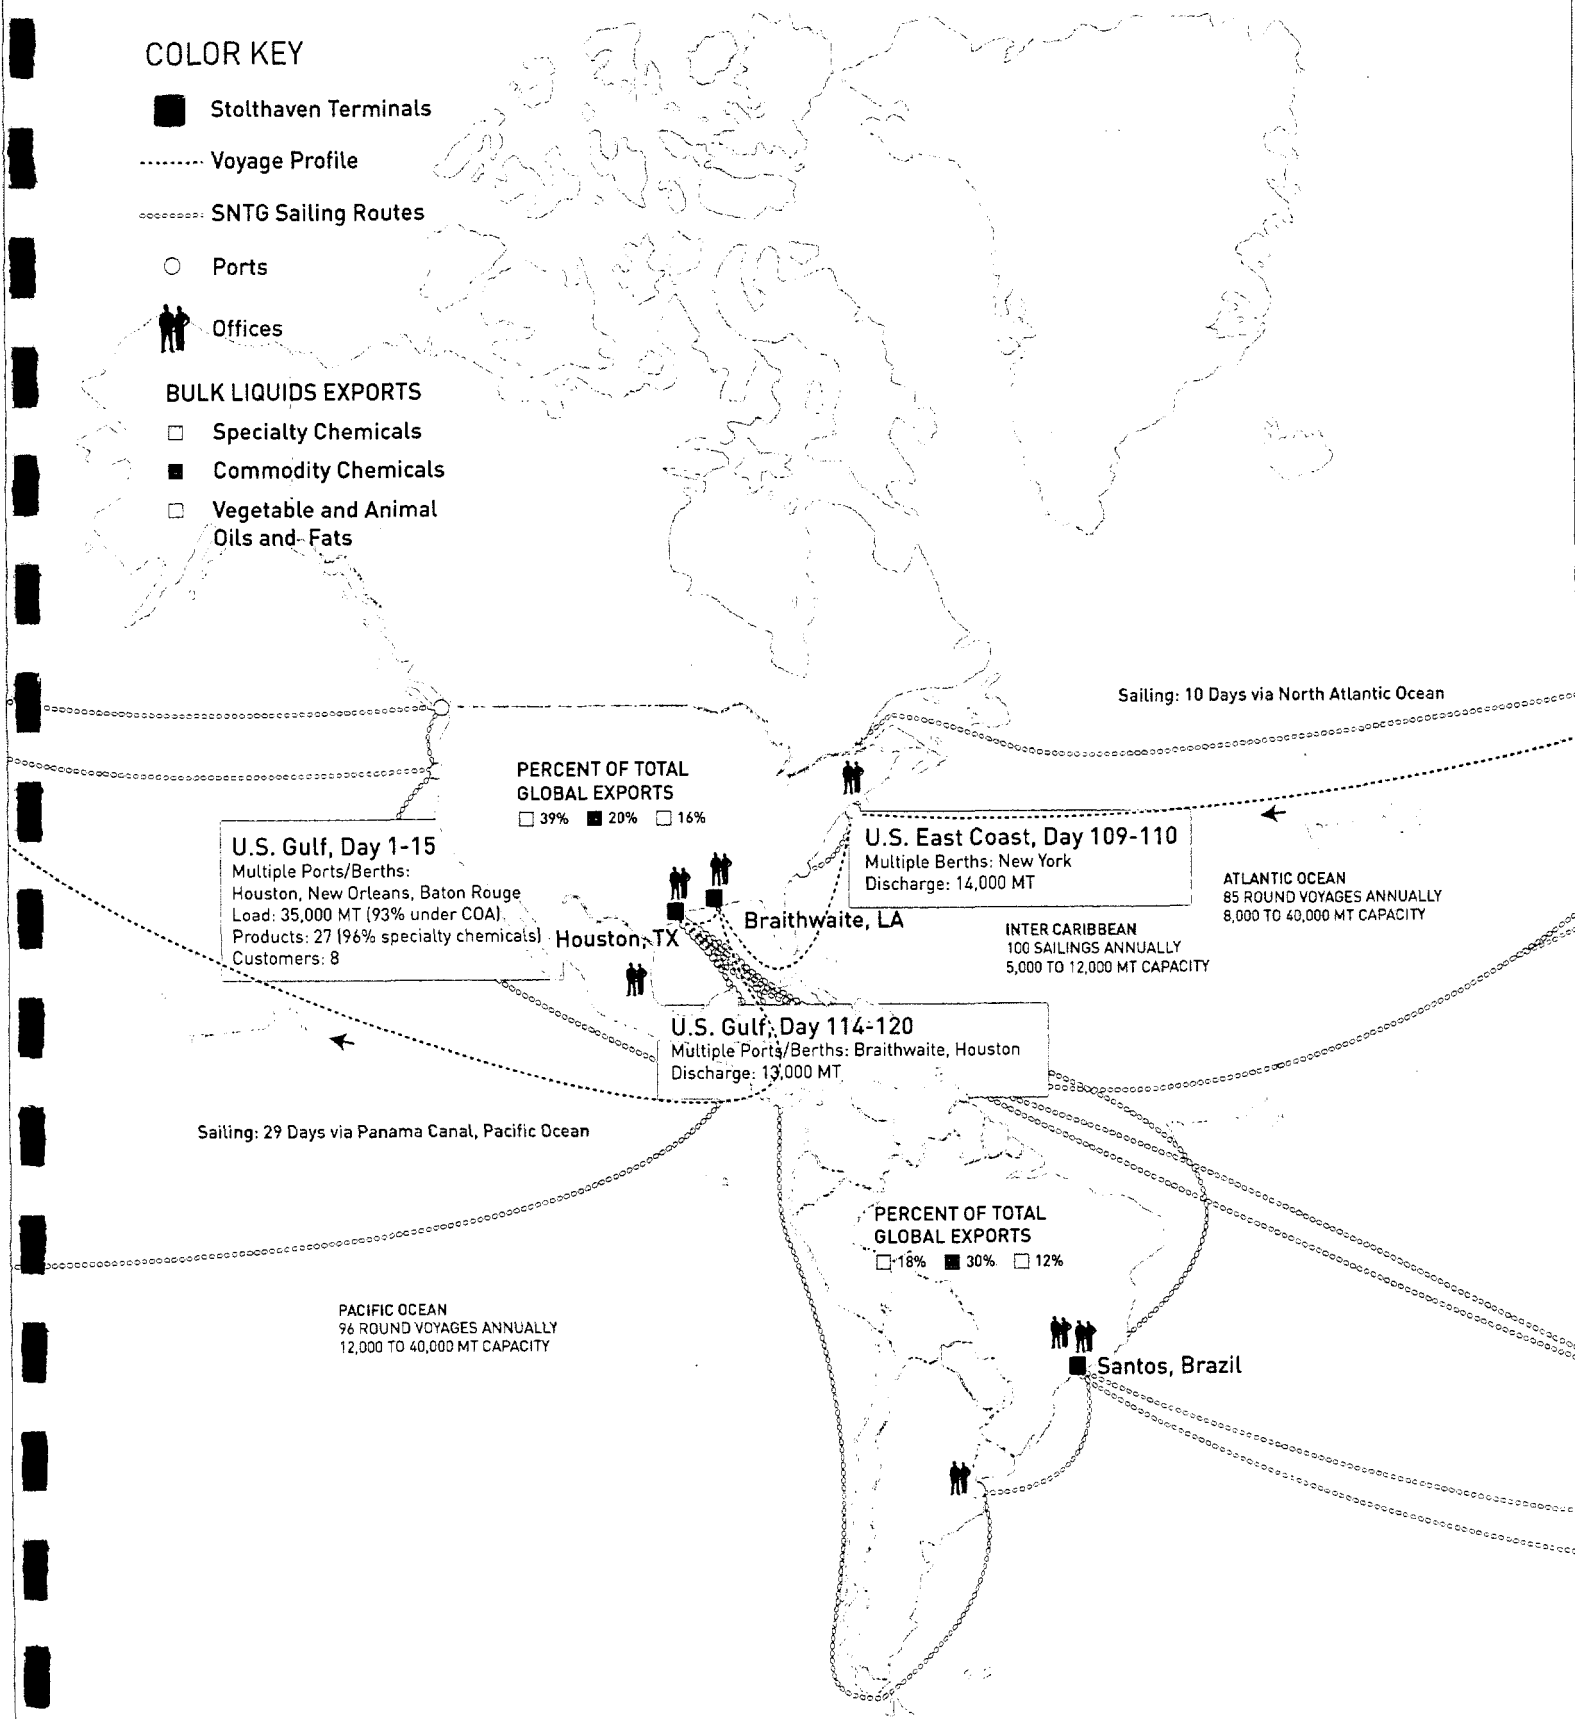 COLOR KEY
Stolthaven Terminals
Voyage Profile
SNTG Sailing Routes
Ports
Offices
BULK LIQUIDS EXPORTS
Specialty Chemicals
Commodity Chemicals
Vegetable and Animal
Oils and Fats
Sailing: 10 Days via North Atlantic Ocean
PERCENT OF TOTAL
GLOBAL EXPORTS
39% 20% 16%
U.S. Gulf, Day 1-15
Multiple Ports/Berths:
Houston, New Orleans, Baton Rouge
Load: 35,000 MT (93% under COA)
Products: 27 (96% specialty chemicals)
Customers: 8
U.S. East Coast, Day 109-110
Multiple Berths: New York
Discharge: 14,000 MT
ATLANTIC OCEAN
85 ROUND VOYAGES ANNUALLY
8,000 TO 40,000 MT CAPACITY
Braithwaite, LA
Houston, TX
INTER CARIBBEAN
100 SAILINGS ANNUALLY
5,000 TO 12,000 MT CAPACITY
U.S. Gulf, Day 114-120
Multiple Ports/Berths: Braithwaite, Houston
Discharge: 13,000 MT
Sailing: 29 Days via Panama Canal, Pacific Ocean
PERCENT OF TOTAL
GLOBAL EXPORTS
18% 30% 12%
PACIFIC OCEAN
96 ROUND VOYAGES ANNUALLY
12,000 TO 40,000 MT CAPACITY
Santos, Brazil